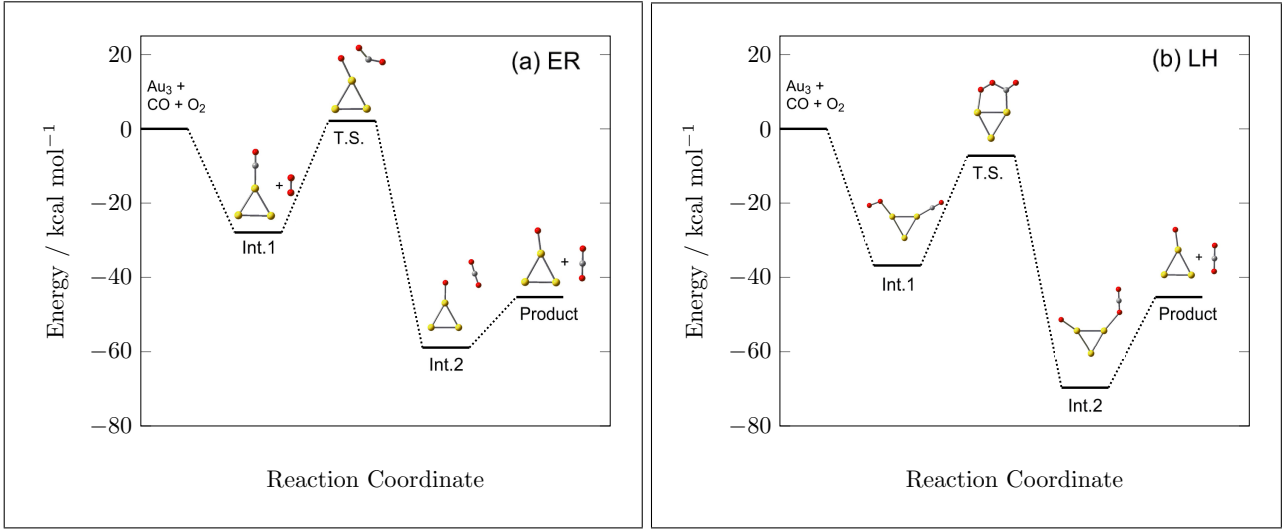 (a) ER
Energy / kcal mol⁻¹
20
0
−20
−40
−60
−80
Au₃ +
CO + O₂
+
Int.1
T.S.
Int.2
+
Product
Reaction Coordinate
(b) LH
Energy / kcal mol⁻¹
20
0
−20
−40
−60
−80
Au₃ +
CO + O₂
Int.1
T.S.
Int.2
+
Product
Reaction Coordinate